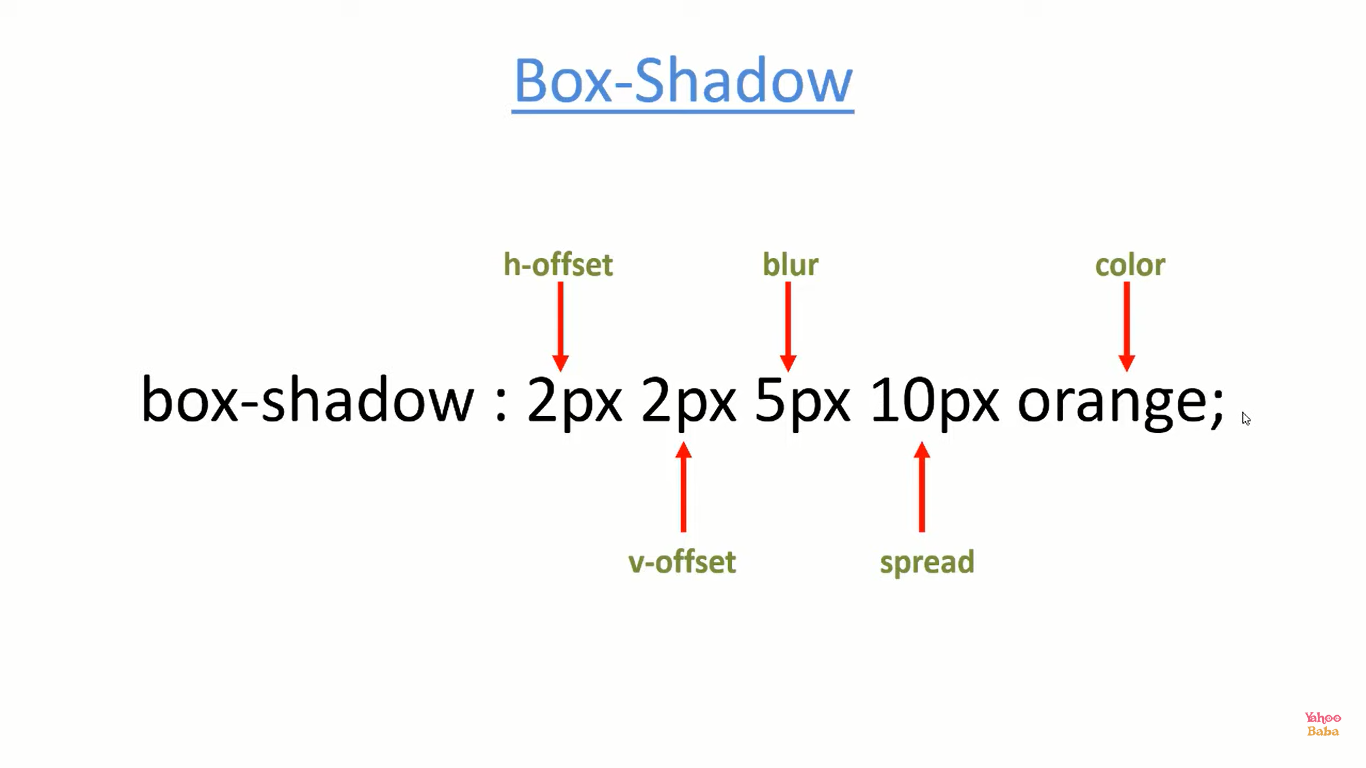 Box-Shadow
h-offset blur color
box-shadow : 2px 2px 5px 10px orange;
v-offset spread
Yahoo
Baba